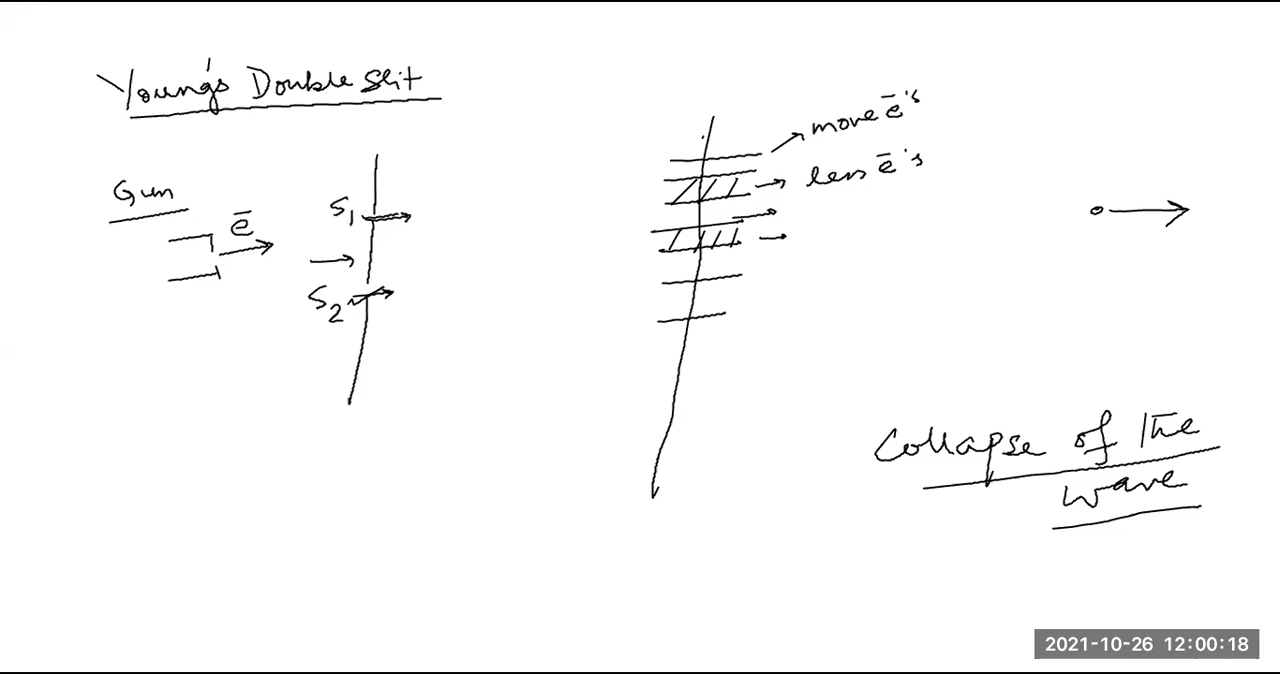 Young's Double Slit
Gun
e̅
S1
S2
more e̅'s
less e̅'s
Collapse of the
wave
2021-10-26 12:00:18